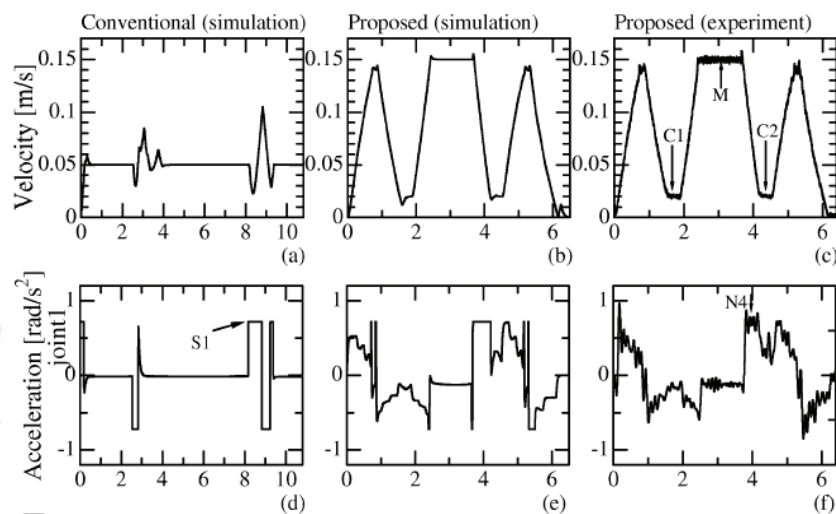 Conventional (simulation) Proposed (simulation) Proposed (experiment)
Velocity [m/s]
0.15 0.15 0.15
0.10 0.10 0.10
0.05 0.05 0.05
0 0 0
M
C1 C2
0 2 4 6 8 10 0 2 4 6 0 2 4 6
(a) (b) (c)
Acceleration [rad/s²]
joint1
1 1 1
0 0 0
-1 -1 -1
S1
N4
0 2 4 6 8 10 0 2 4 6 0 2 4 6
(d) (e) (f)